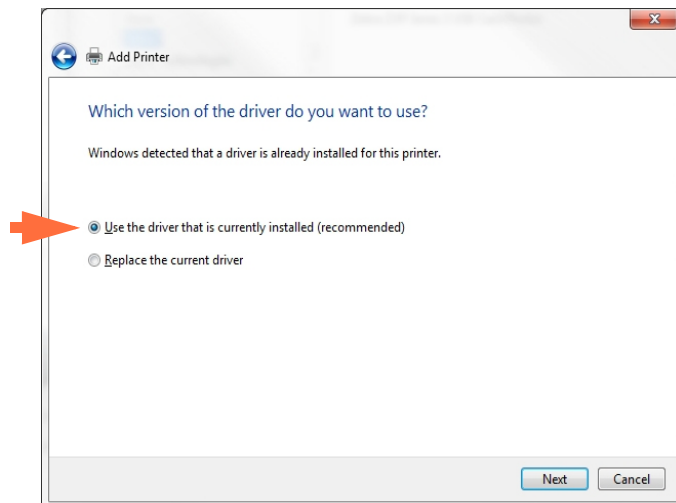 Add Printer
Which version of the driver do you want to use?
Windows detected that a driver is already installed for this printer.
Use the driver that is currently installed (recommended)
Replace the current driver
Next Cancel